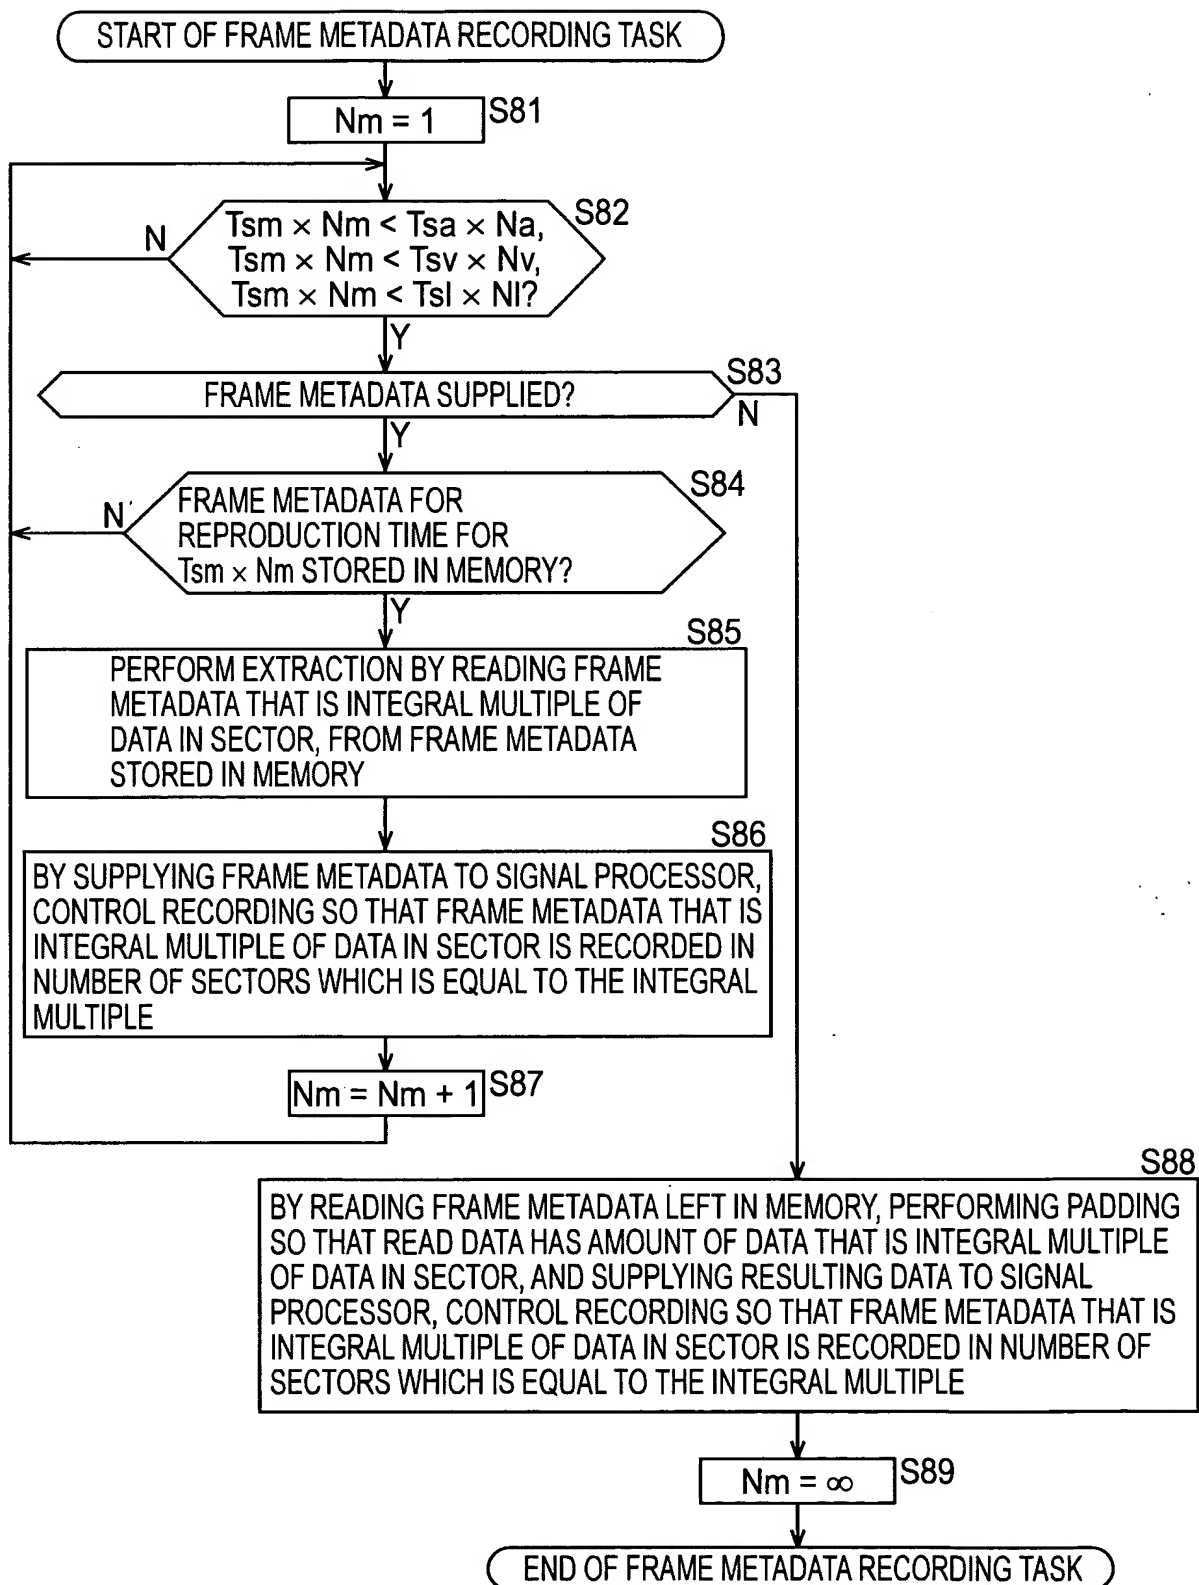 START OF FRAME METADATA RECORDING TASK
S81
Nm = 1
S82
Tsm × Nm < Tsa × Na,
Tsm × Nm < Tsv × Nv,
Tsm × Nm < Tsl × Nl?
N
Y
S83
FRAME METADATA SUPPLIED?
N
Y
S84
FRAME METADATA FOR
REPRODUCTION TIME FOR
Tsm × Nm STORED IN MEMORY?
N
Y
S85
PERFORM EXTRACTION BY READING FRAME
METADATA THAT IS INTEGRAL MULTIPLE OF
DATA IN SECTOR, FROM FRAME METADATA
STORED IN MEMORY
S86
BY SUPPLYING FRAME METADATA TO SIGNAL PROCESSOR,
CONTROL RECORDING SO THAT FRAME METADATA THAT IS
INTEGRAL MULTIPLE OF DATA IN SECTOR IS RECORDED IN
NUMBER OF SECTORS WHICH IS EQUAL TO THE INTEGRAL
MULTIPLE
Nm = Nm + 1
S87
S88
BY READING FRAME METADATA LEFT IN MEMORY, PERFORMING PADDING
SO THAT READ DATA HAS AMOUNT OF DATA THAT IS INTEGRAL MULTIPLE
OF DATA IN SECTOR, AND SUPPLYING RESULTING DATA TO SIGNAL
PROCESSOR, CONTROL RECORDING SO THAT FRAME METADATA THAT IS
INTEGRAL MULTIPLE OF DATA IN SECTOR IS RECORDED IN NUMBER OF
SECTORS WHICH IS EQUAL TO THE INTEGRAL MULTIPLE
Nm = ∞
S89
END OF FRAME METADATA RECORDING TASK